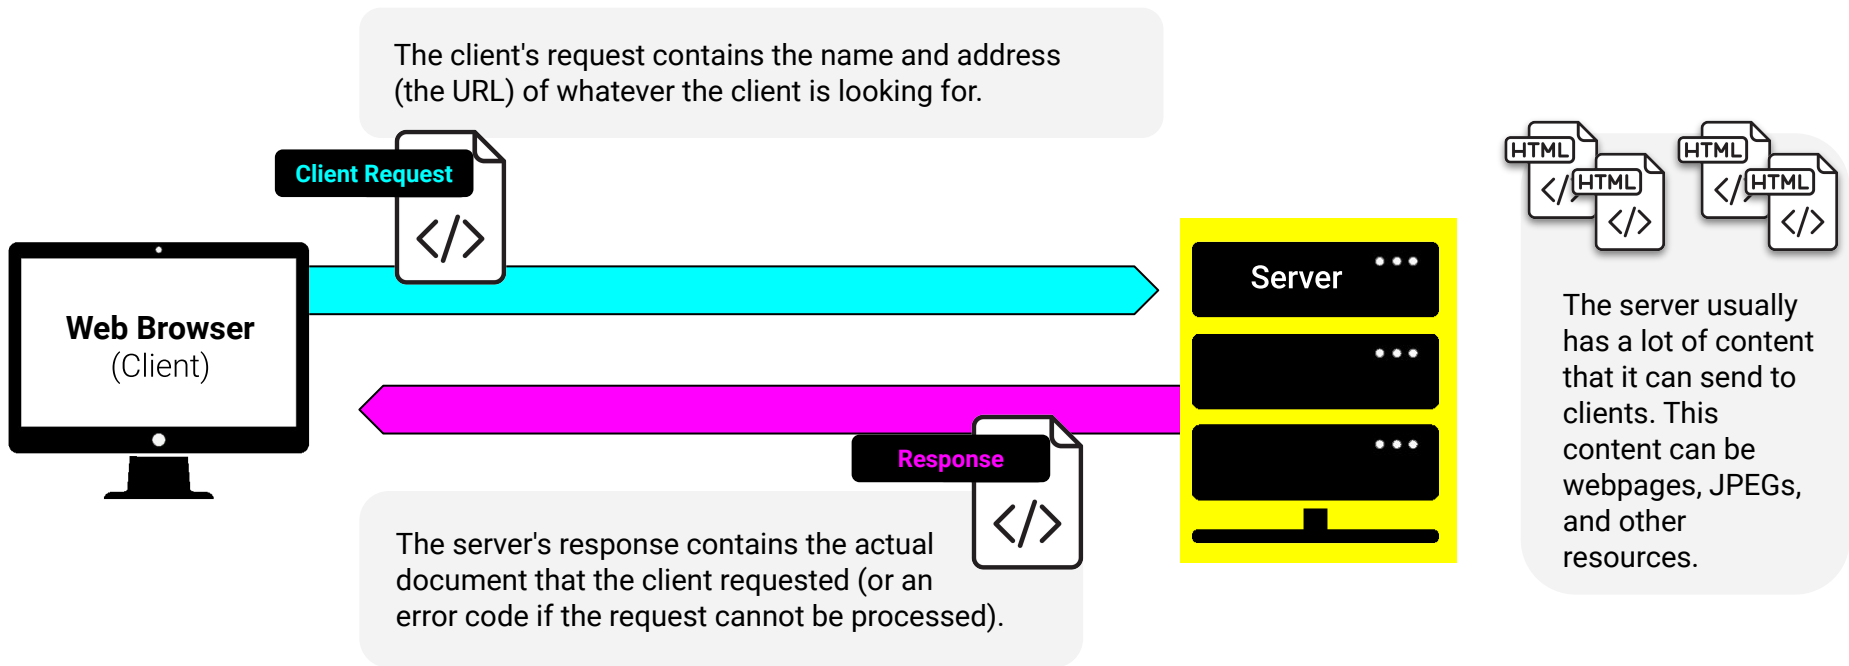 The client's request contains the name and address
(the URL) of whatever the client is looking for.
Client Request
</>
Web Browser
(Client)
Server
Response
</>
The server's response contains the actual
document that the client requested (or an
error code if the request cannot be processed).
HTML
</>
HTML
</>
HTML
</>
HTML
</>
The server usually
has a lot of content
that it can send to
clients. This
content can be
webpages, JPEGs,
and other
resources.